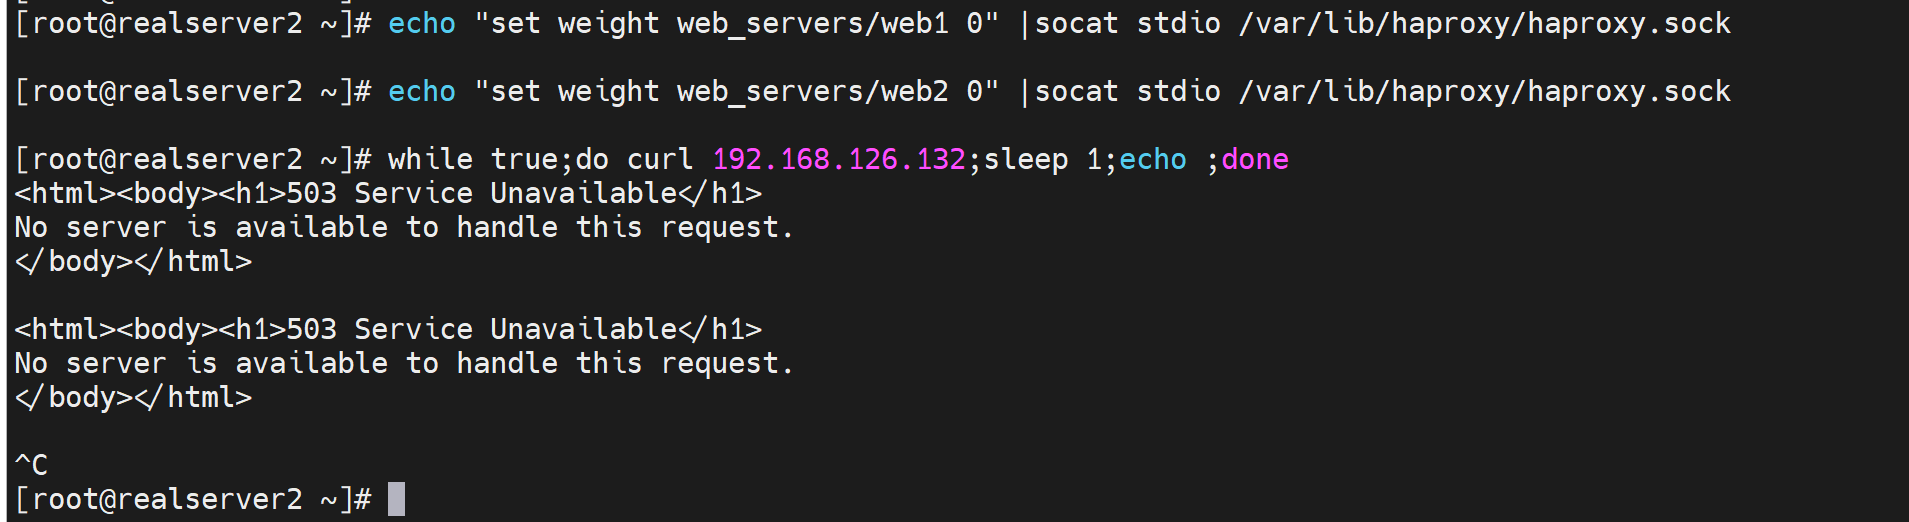 [root@realserver2 ~]# echo "set weight web_servers/web1 0" |socat stdio /var/lib/haproxy/haproxy.sock
[root@realserver2 ~]# echo "set weight web_servers/web2 0" |socat stdio /var/lib/haproxy/haproxy.sock
[root@realserver2 ~]# while true;do curl 192.168.126.132;sleep 1;echo ;done
<html><body><h1>503 Service Unavailable</h1>
No server is available to handle this request.
</body></html>
<html><body><h1>503 Service Unavailable</h1>
No server is available to handle this request.
</body></html>
^C
[root@realserver2 ~]#